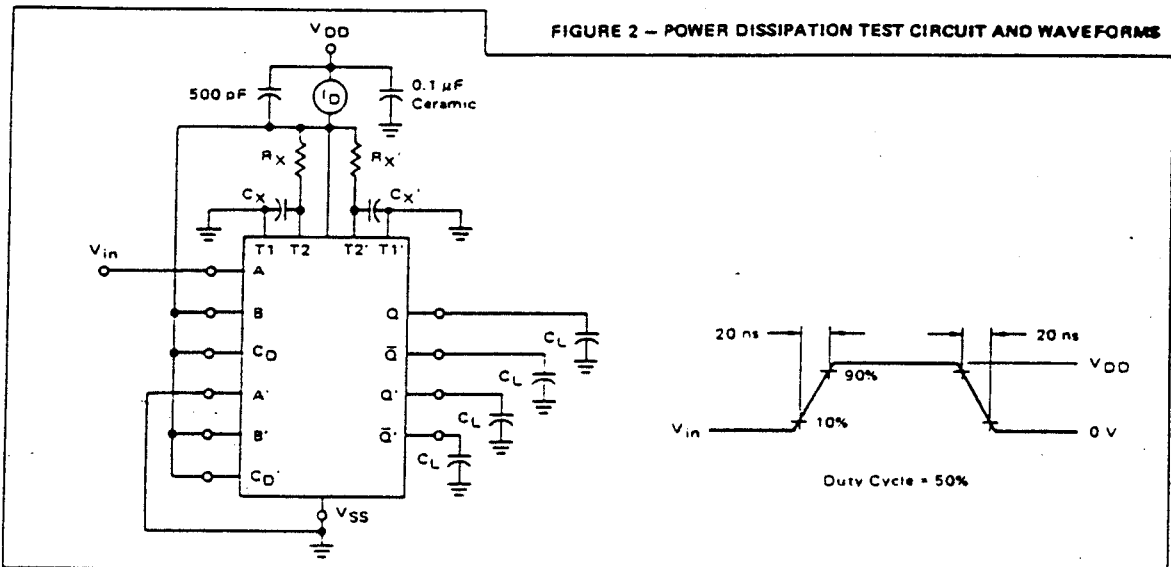 FIGURE 2 – POWER DISSIPATION TEST CIRCUIT AND WAVEFORMS
VDD
500 pF
ID
0.1 μF
Ceramic
RX
RX'
CX
CX'
Vin
T1 T2 T2' T1'
A
B
CD
A'
B'
CD'
Q
Q̅
Q'
Q̅'
CL
CL
CL
CL
VSS
20 ns
20 ns
VDD
90%
10%
Vin
0 V
Duty Cycle = 50%